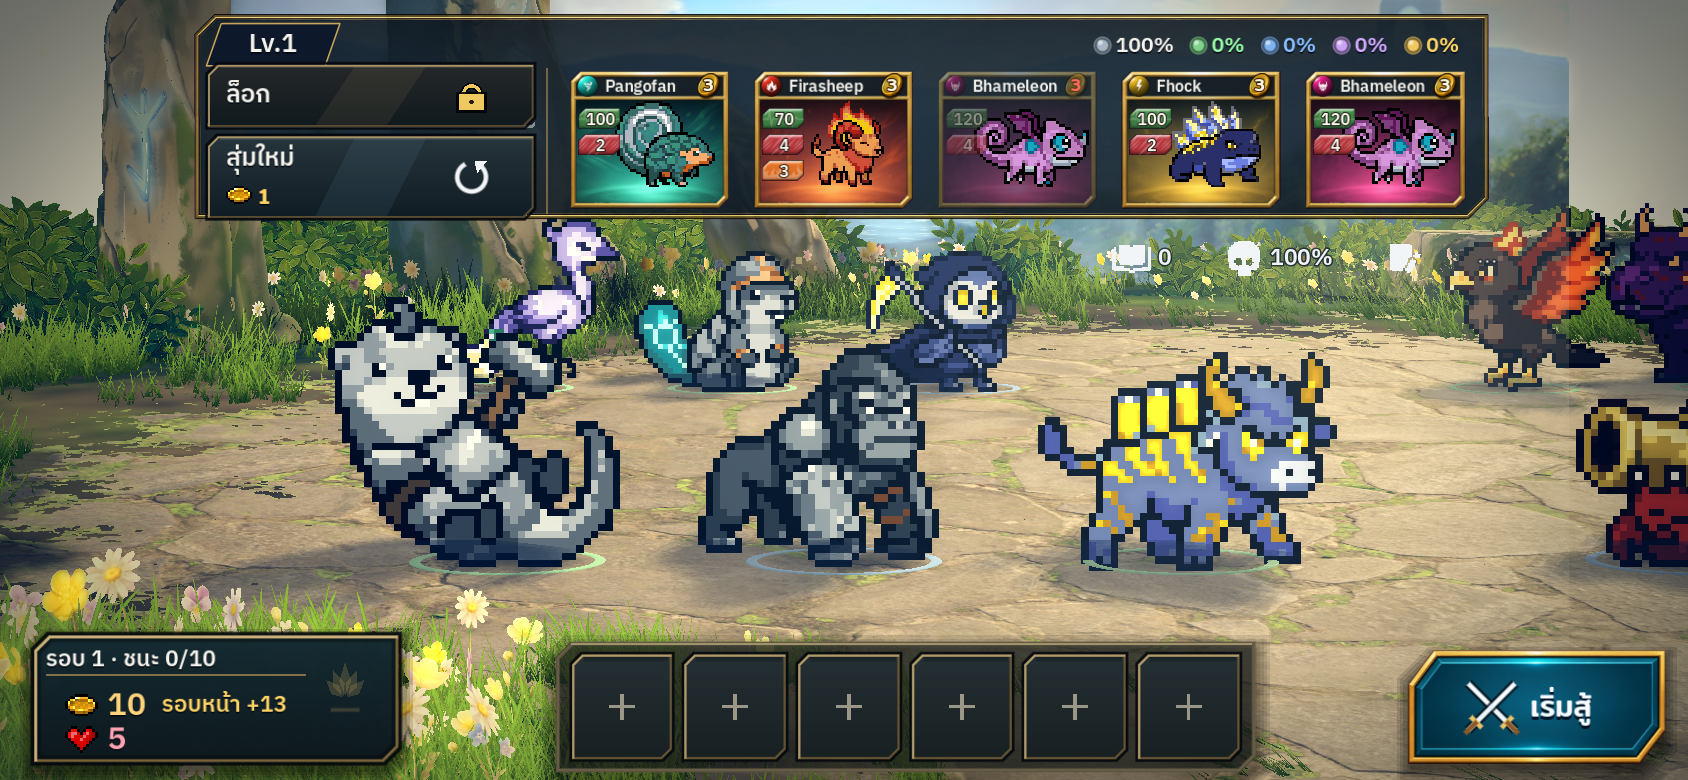 Lv.1
100% 0% 0% 0% 0%
ล็อก
สุ่มใหม่
1
Pangofan 3
100
2
Firasheep 3
70
4
3
Bhameleon 3
120
4
Fhock 3
100
2
Bhameleon 3
120
4
0 100%
รอบ 1 · ชนะ 0/10
10 รอบหน้า +13
5
+ + + + + +
เริ่มสู้